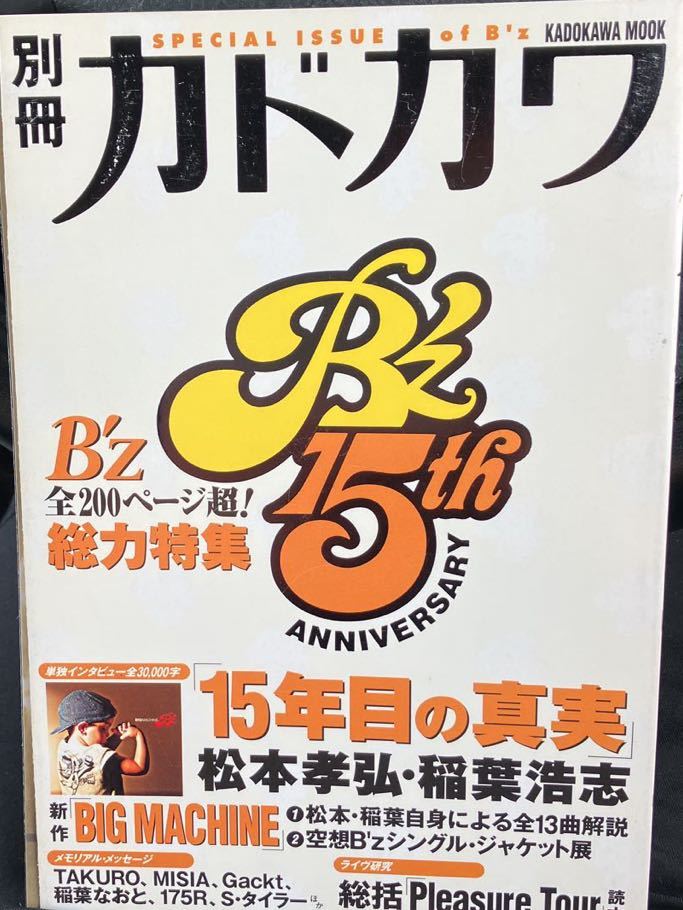 SPECIAL ISSUE of B'z KADOKAWA MOOK
別冊
カドカワ
B'z
15th
ANNIVERSARY
B'z
全200ページ超!
総力特集
単独インタビュー全30,000字
「15年目の真実」
松本孝弘・稲葉浩志
新作「BIG MACHINE」
❶松本・稲葉自身による全13曲解説
❷空想B'zシングル・ジャケット展
メモリアル・メッセージ
TAKURO、MISIA、Gackt、
稲葉なおと、175R、S・タイラー ほか
ライヴ研究
総括「Pleasure Tour」